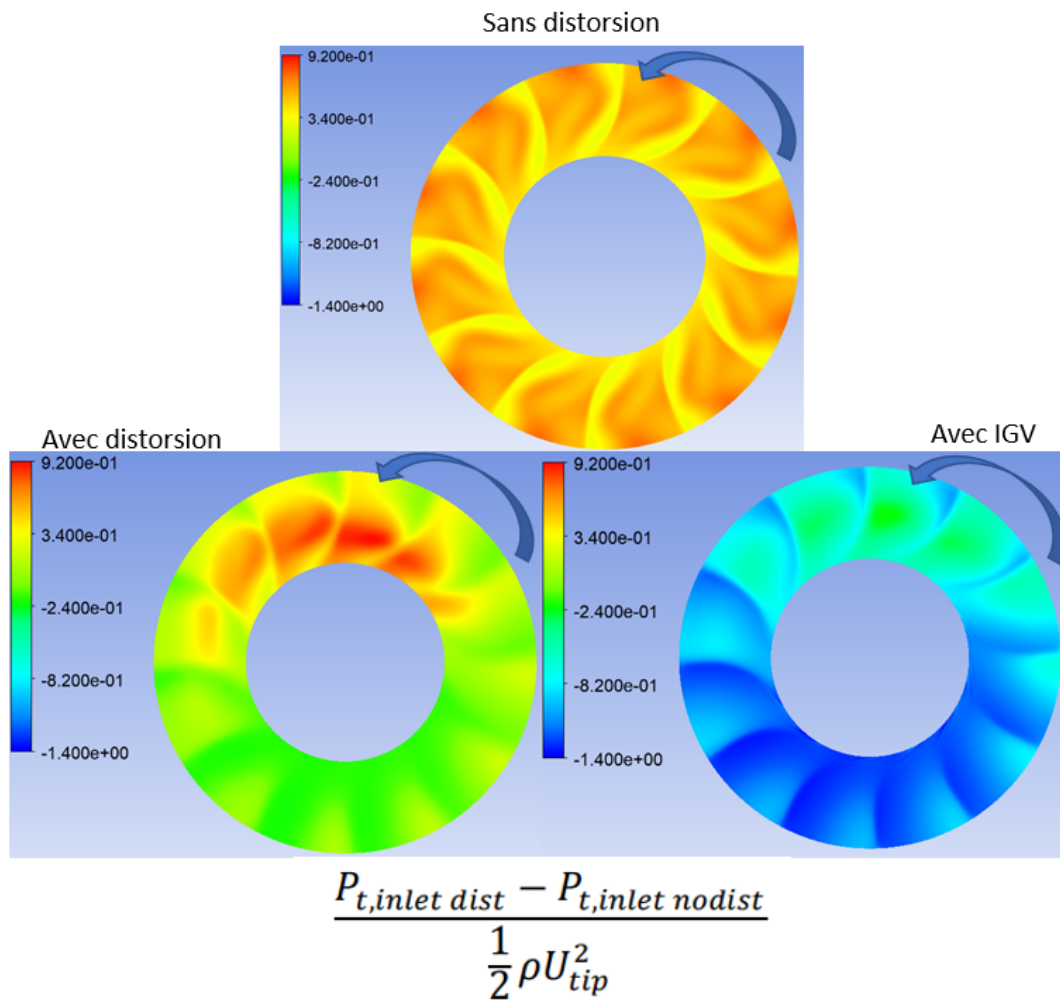 Sans distorsion
9.200e-01
3.400e-01
-2.400e-01
-8.200e-01
-1.400e+00
Avec distorsion
9.200e-01
3.400e-01
-2.400e-01
-8.200e-01
-1.400e+00
Avec IGV
9.200e-01
3.400e-01
-2.400e-01
-8.200e-01
-1.400e+00
P_{t,inlet dist} − P_{t,inlet nodist}
1
2
ρU_{tip}^{2}